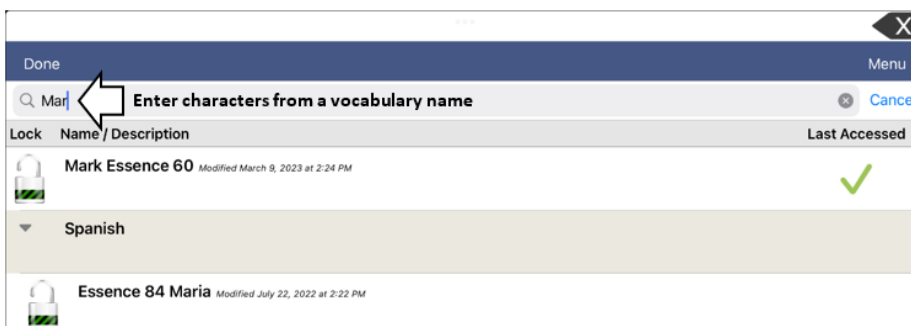 X
Done Menu
Mar Enter characters from a vocabulary name Cance
Lock Name / Description Last Accessed
Mark Essence 60 Modified March 9, 2023 at 2:24 PM
Spanish
Essence 84 Maria Modified July 22, 2022 at 2:22 PM